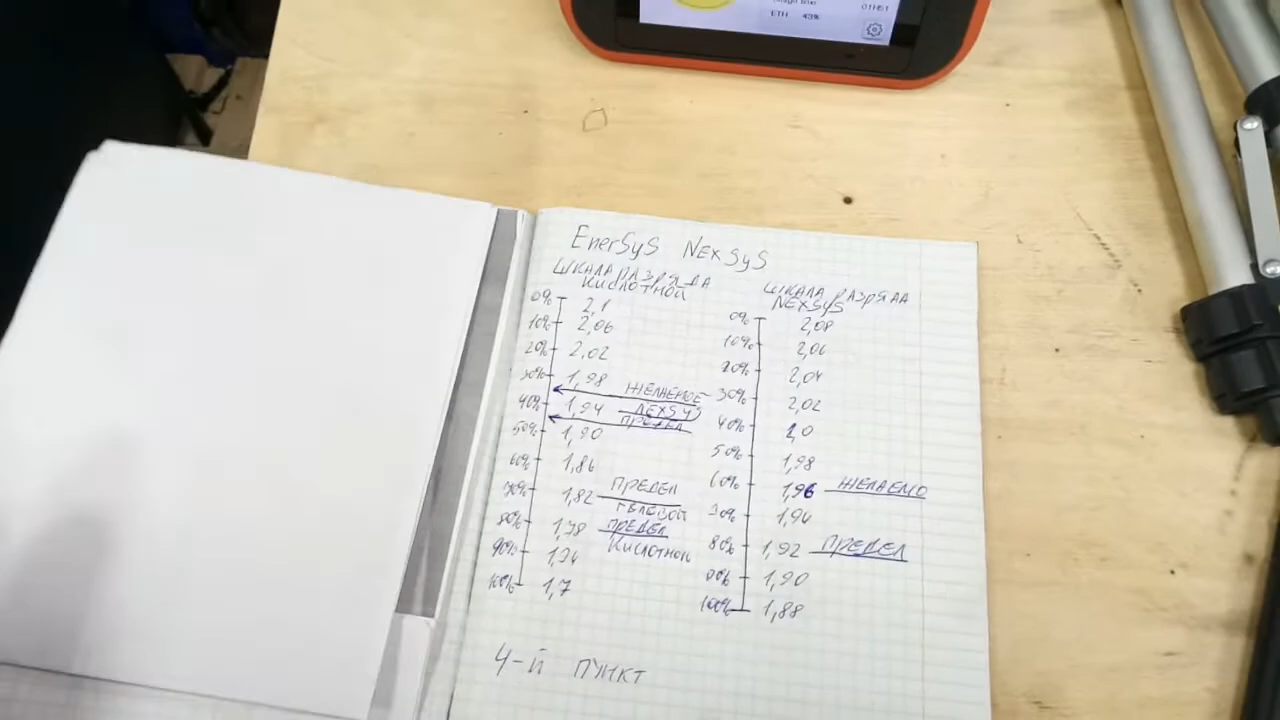 01H51
ETH 43%
EnerSyS NexSyS
ШКАЛА РАЗРЯДА
КИСЛОТНОЙ
0% 2,1
10% 2,06
20% 2,02
30% 1,98
ЖЕЛАЕМОЕ
40% 1,94 NEXSYS
ПРЕДЕЛ
50% 1,90
60% 1,86
70% 1,82 ПРЕДЕЛ
ГЕЛЕВОЙ
80% 1,78 ПРЕДЕЛ
КИСЛОТНОЙ
90% 1,74
100% 1,7
ШКАЛА РАЗРЯДА
NEXSYS
0% 2,08
10% 2,06
20% 2,04
30% 2,02
40% 2,0
50% 1,98
60% 1,96 ЖЕЛАЕМО
70% 1,94
80% 1,92 ПРЕДЕЛ
90% 1,90
100% 1,88
4-Й ПУНКТ